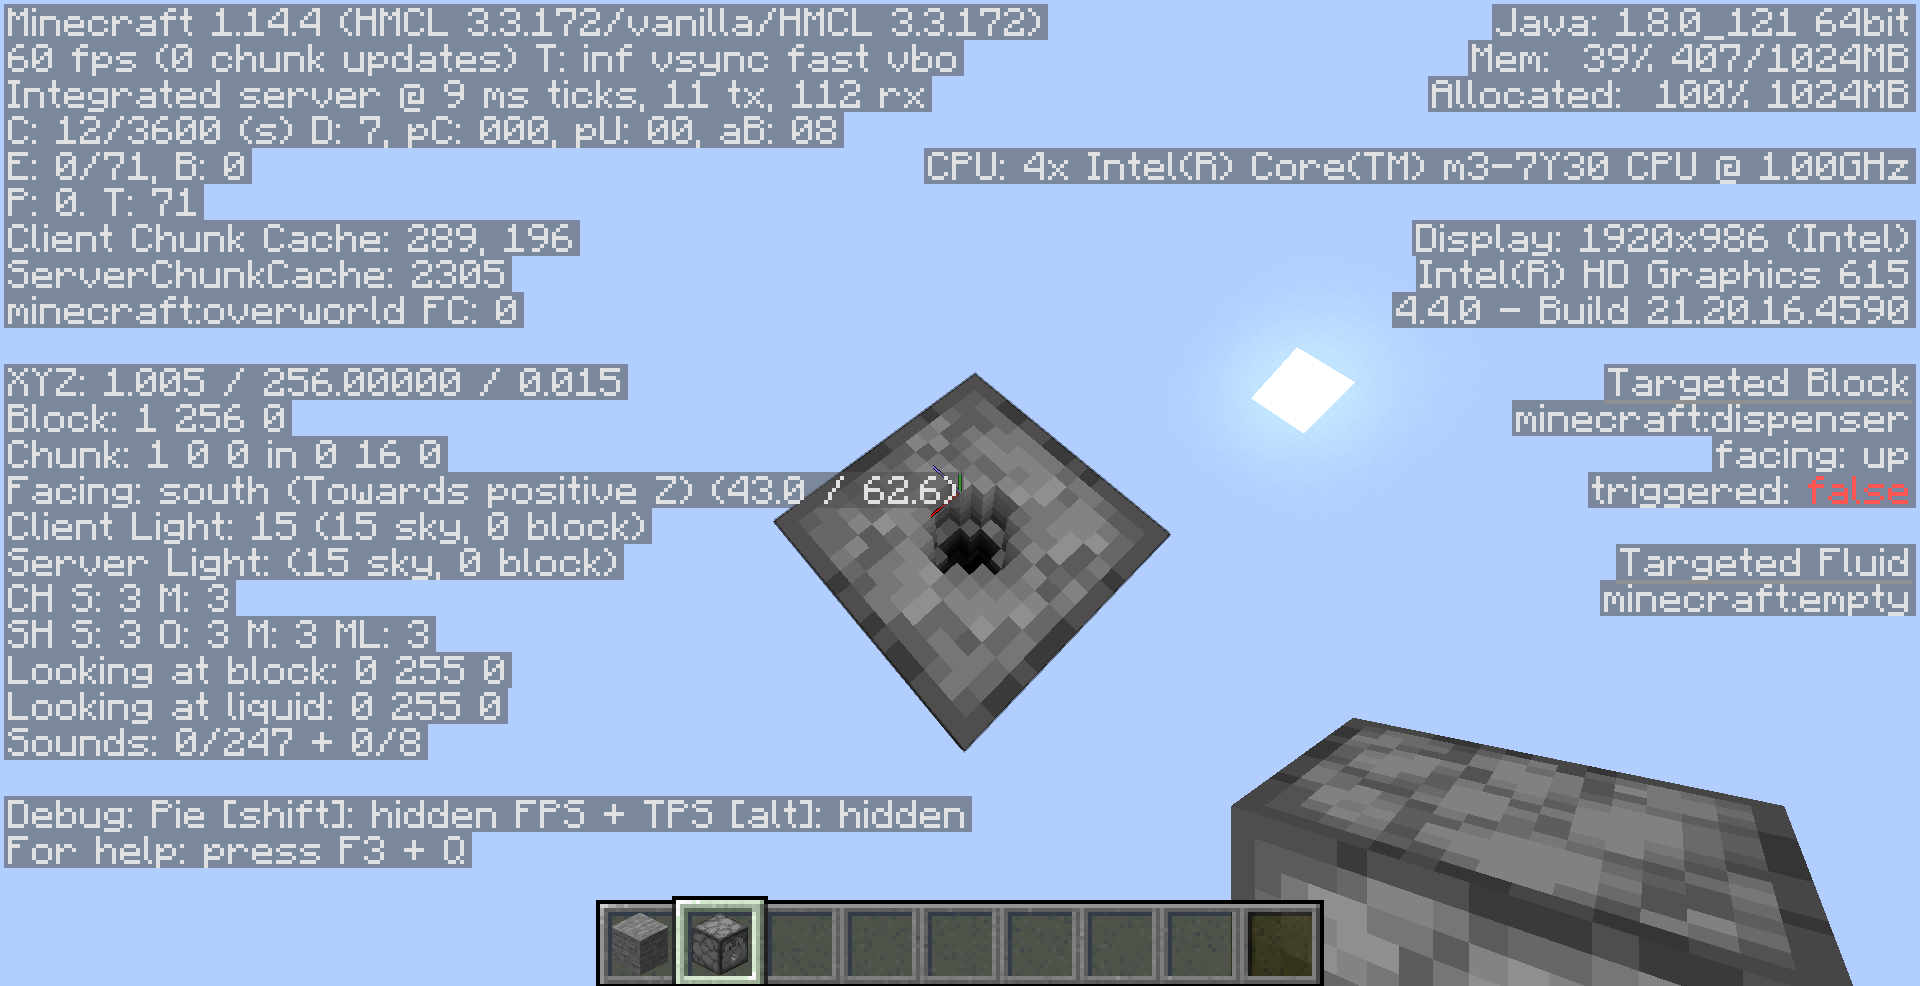 Minecraft 1.14.4 (HMCL 3.3.172/vanilla/HMCL 3.3.172)
60 fps (0 chunk updates) T: inf vsync fast vbo
Integrated server @ 9 ms ticks, 11 tx, 112 rx
C: 12/3600 (s) D: 7, pC: 000, pU: 00, aB: 08
E: 0/71, B: 0
P: 0. T: 71
Client Chunk Cache: 289, 196
ServerChunkCache: 2305
minecraft:overworld FC: 0
XYZ: 1.005 / 256.00000 / 0.015
Block: 1 256 0
Chunk: 1 0 0 in 0 16 0
Facing: south (Towards positive Z) (43.0 / 62.6)
Client Light: 15 (15 sky, 0 block)
Server Light: (15 sky, 0 block)
CH S: 3 M: 3
SH S: 3 O: 3 M: 3 ML: 3
Looking at block: 0 255 0
Looking at liquid: 0 255 0
Sounds: 0/247 + 0/8
Debug: Pie [shift]: hidden FPS + TPS [alt]: hidden
For help: press F3 + Q
Java: 1.8.0_121 64bit
Mem: 39% 407/1024MB
Allocated: 100% 1024MB
CPU: 4x Intel(R) Core(TM) m3-7Y30 CPU @ 1.00GHz
Display: 1920x986 (Intel)
Intel(R) HD Graphics 615
4.4.0 - Build 21.20.16.4590
Targeted Block
minecraft:dispenser
facing: up
triggered: false
Targeted Fluid
minecraft:empty